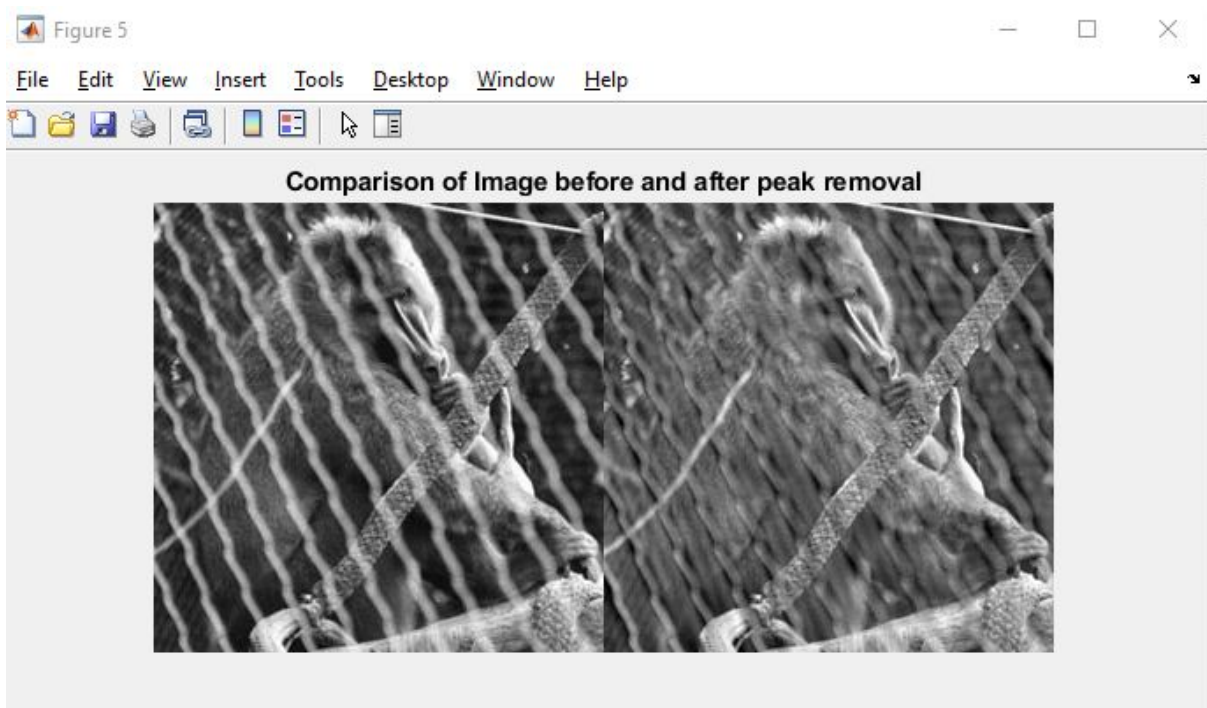 Figure 5
File Edit View Insert Tools Desktop Window Help
Comparison of Image before and after peak removal